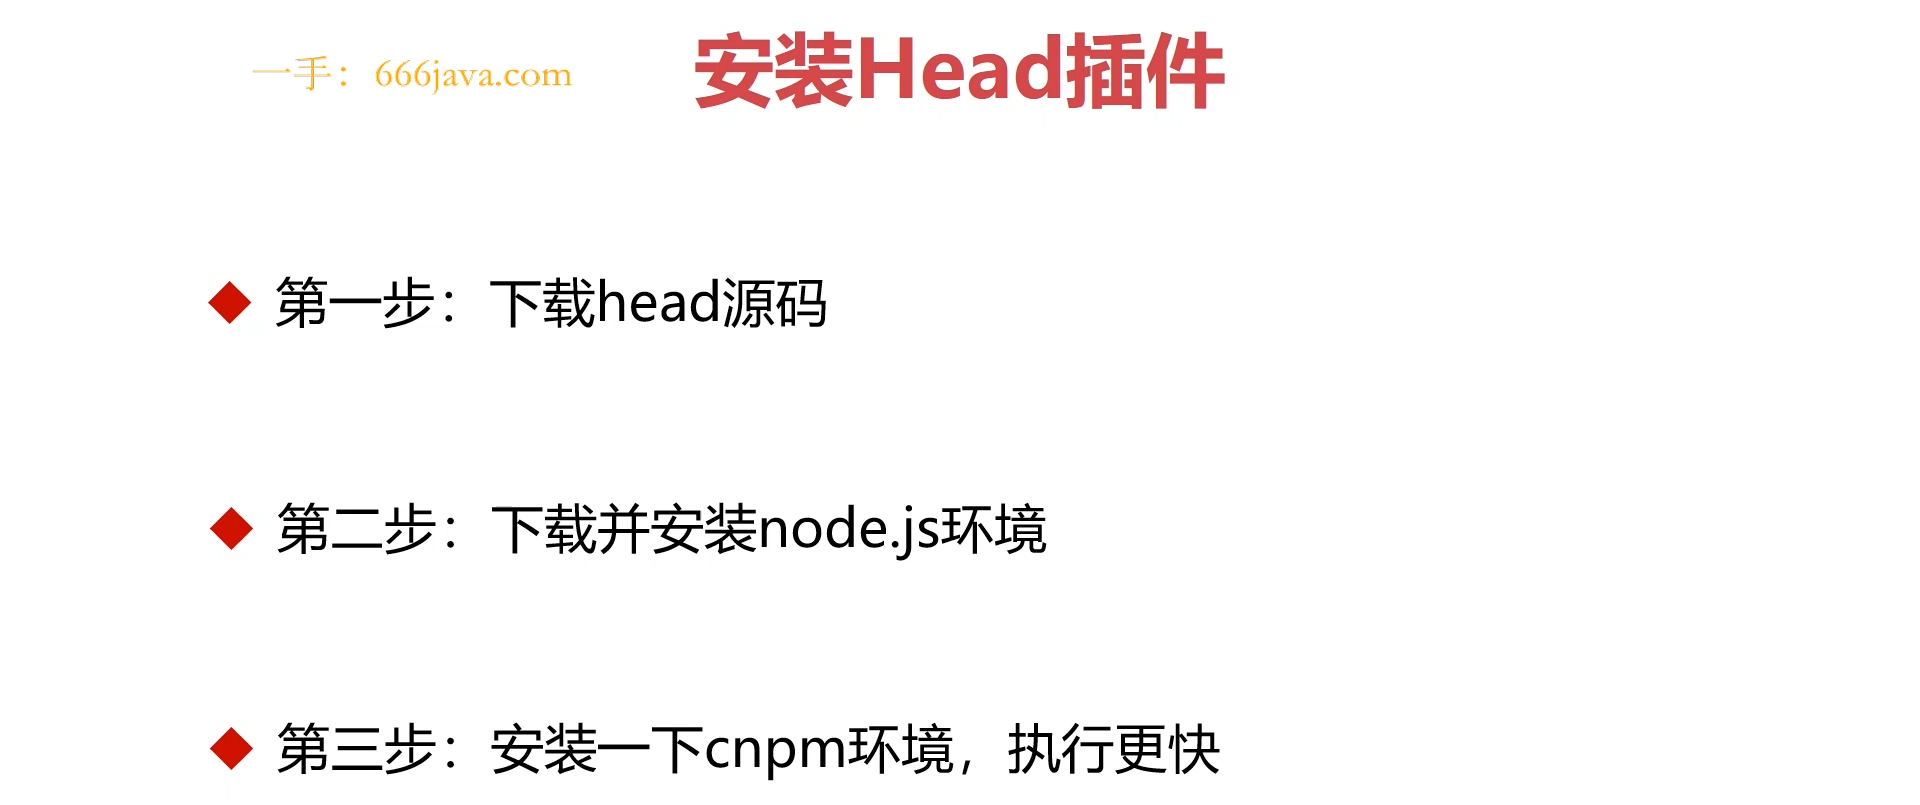 一手：666java.com
安装Head插件
第一步：下载head源码
第二步：下载并安装node.js环境
第三步：安装一下cnpm环境，执行更快